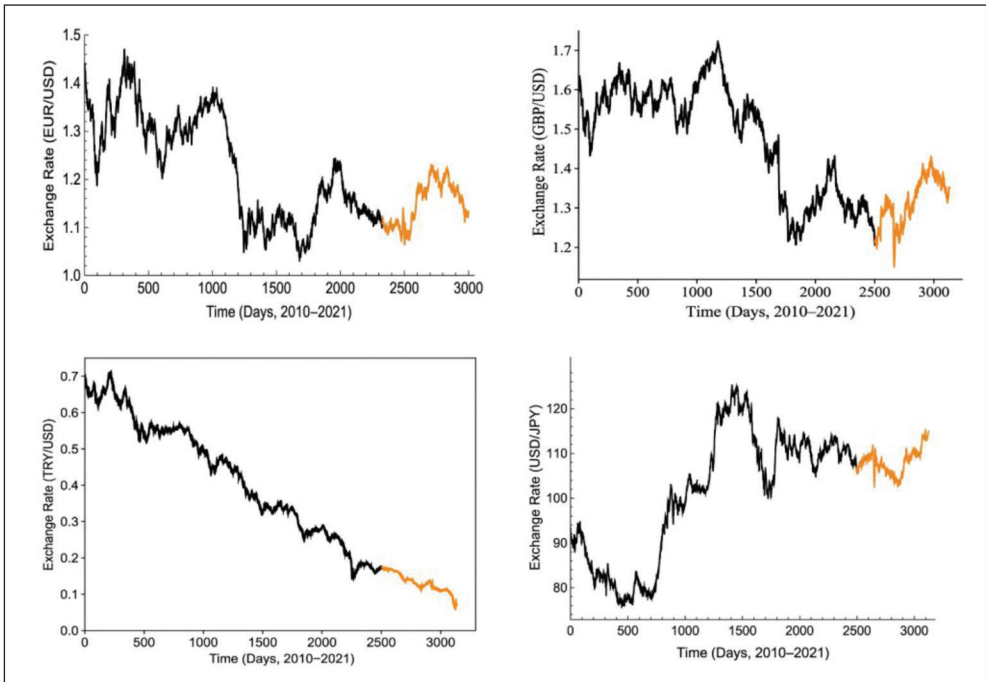 1.5
1.4
1.3
1.2
1.1
1.0
Exchange Rate (EUR/USD)
0 500 1000 1500 2000 2500 3000
Time (Days, 2010–2021)
1.7
1.6
1.5
1.4
1.3
1.2
Exchange Rate (GBP/USD)
0 500 1000 1500 2000 2500 3000
Time (Days, 2010–2021)
0.7
0.6
0.5
0.4
0.3
0.2
0.1
0.0
Exchange Rate (TRY/USD)
0 500 1000 1500 2000 2500 3000
Time (Days, 2010–2021)
120
110
100
90
80
Exchange Rate (USD/JPY)
0 500 1000 1500 2000 2500 3000
Time (Days, 2010–2021)